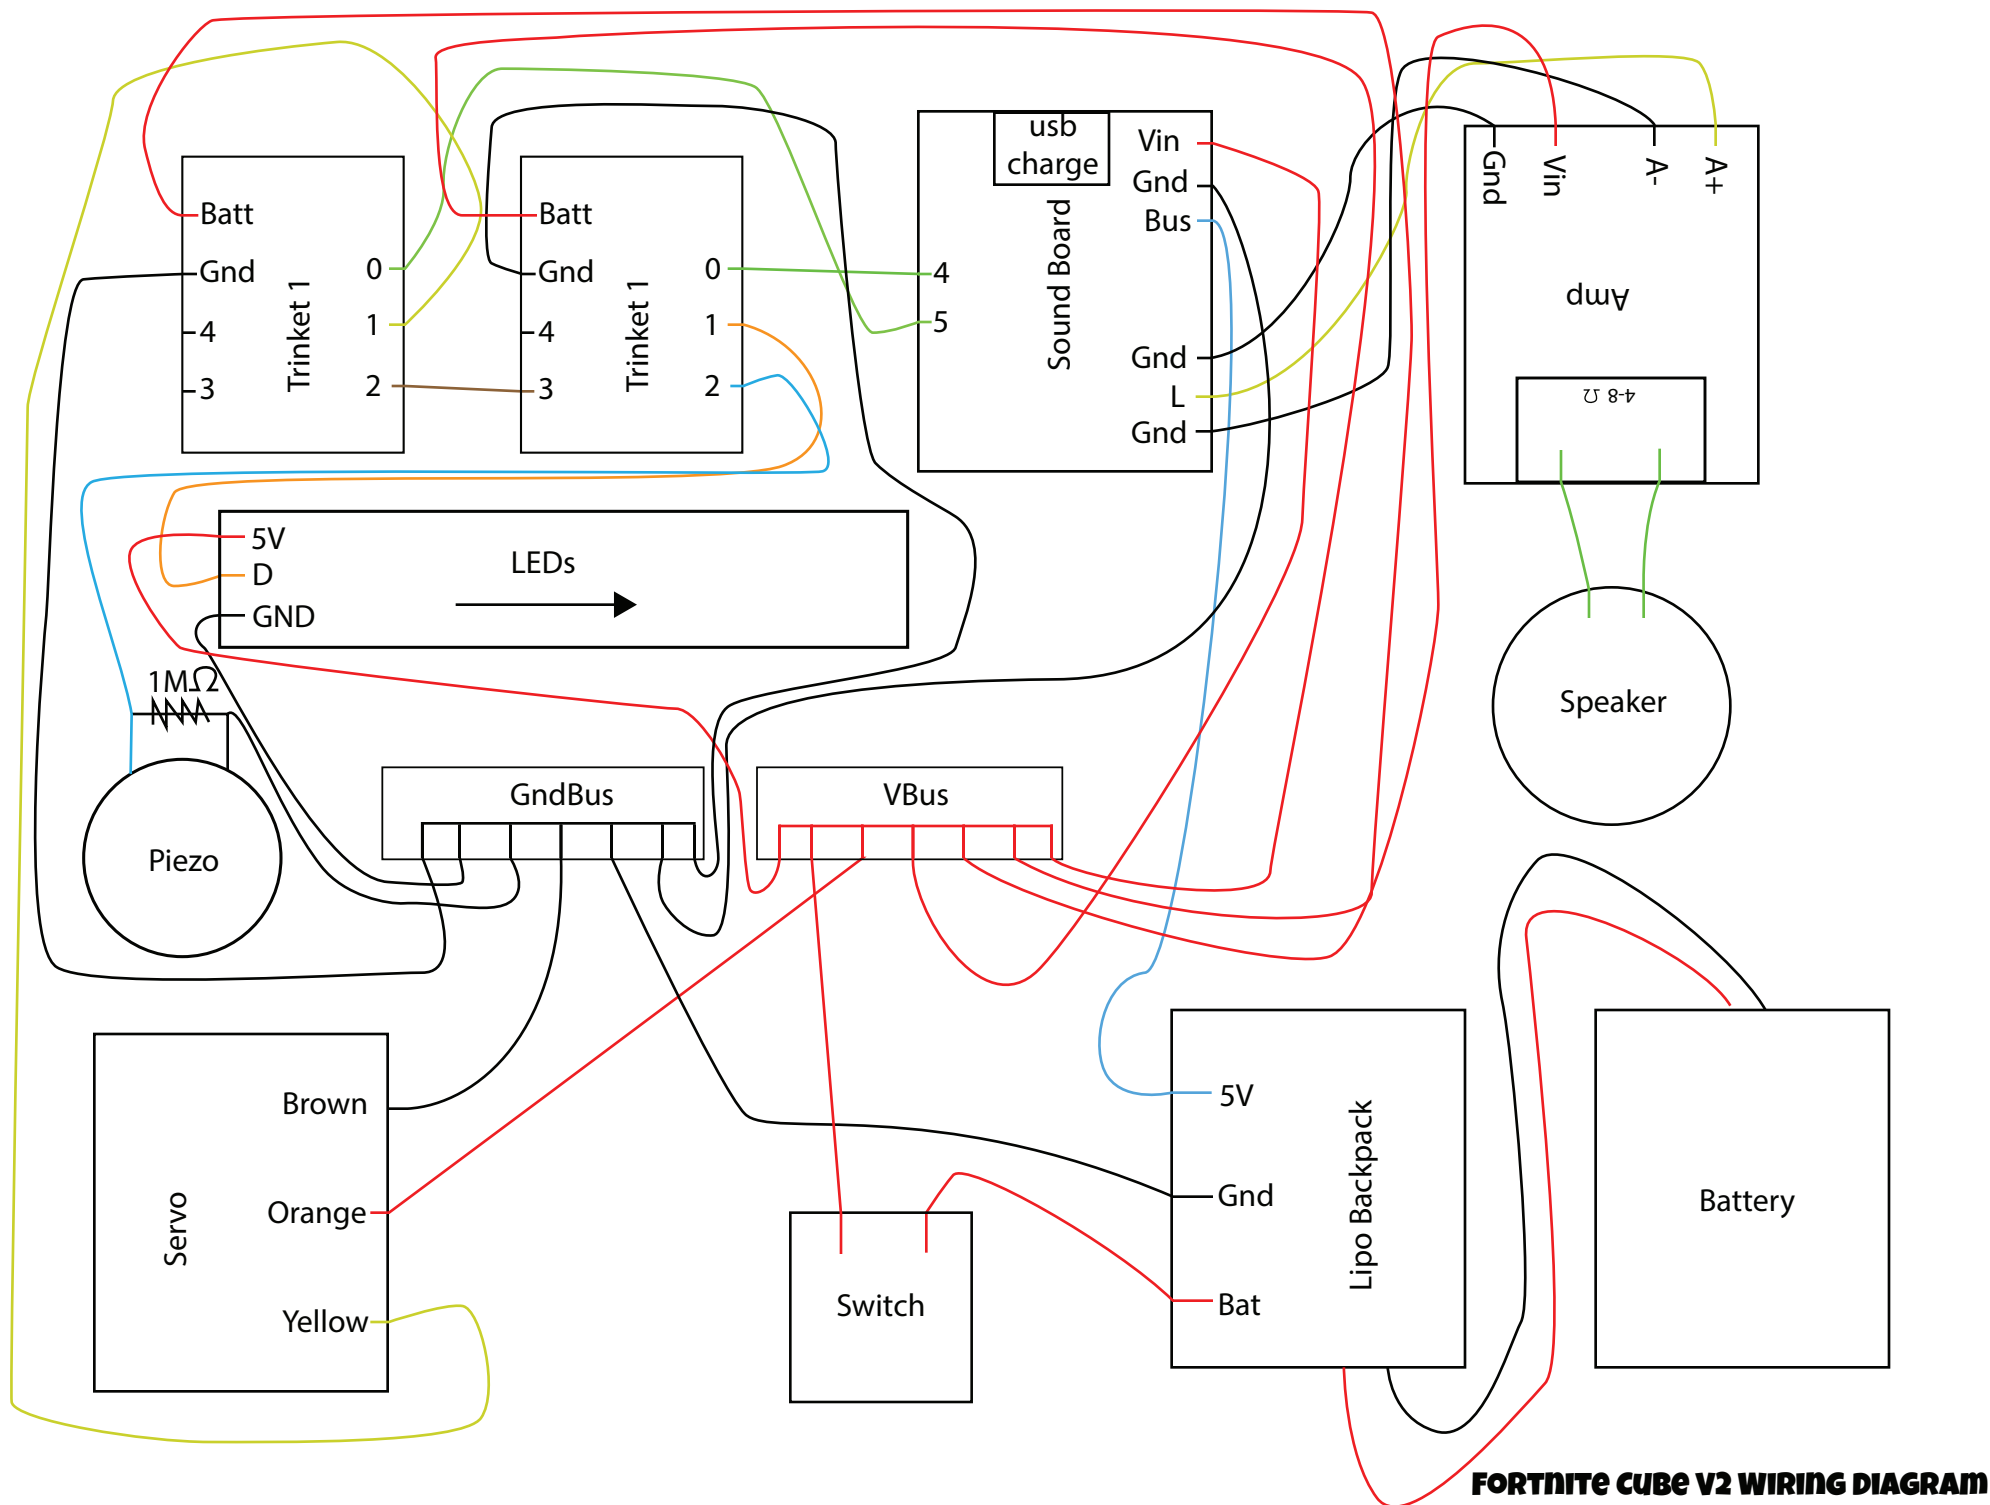 usb
charge
Vin
Gnd
Bus
4
5
Gnd
L
Gnd
Sound Board
Batt
Gnd
4
3
0
1
2
Trinket 1
Batt
Gnd
4
3
0
1
2
Trinket 1
Gnd
Vin
A-
A+
Amp
4-8 Ω
5V
D
GND
LEDs
1MΩ
Piezo
GndBus
VBus
Speaker
Servo
Brown
Orange
Yellow
Switch
5V
Gnd
Bat
Lipo Backpack
Battery
FORTNITE CUBE V2 WIRING DIAGRAM